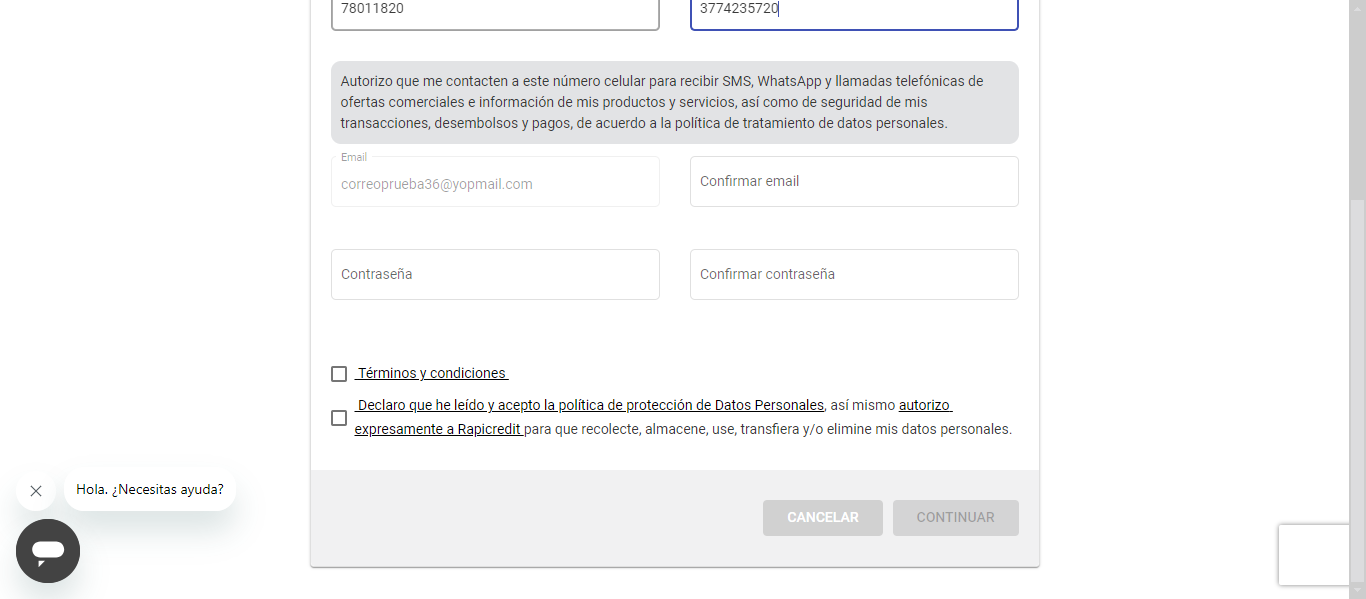 78011820
3774235720
Autorizo que me contacten a este número celular para recibir SMS, WhatsApp y llamadas telefónicas de
ofertas comerciales e información de mis productos y servicios, así como de seguridad de mis
transacciones, desembolsos y pagos, de acuerdo a la política de tratamiento de datos personales.
Email
correoprueba36@yopmail.com
Confirmar email
Contraseña
Confirmar contraseña
Términos y condiciones
Declaro que he leído y acepto la política de protección de Datos Personales, así mismo autorizo
expresamente a Rapicredit para que recolecte, almacene, use, transfiera y/o elimine mis datos personales.
Hola. ¿Necesitas ayuda?
CANCELAR
CONTINUAR